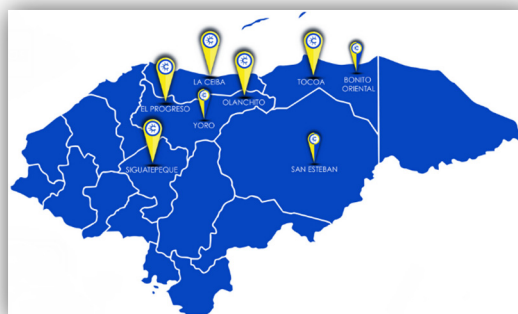 LA CEIBA
TOCOA
BONITO
ORIENTAL
EL PROGRESO
OLANCHITO
YORO
SIGUATEPEQUE
SAN ESTEBAN